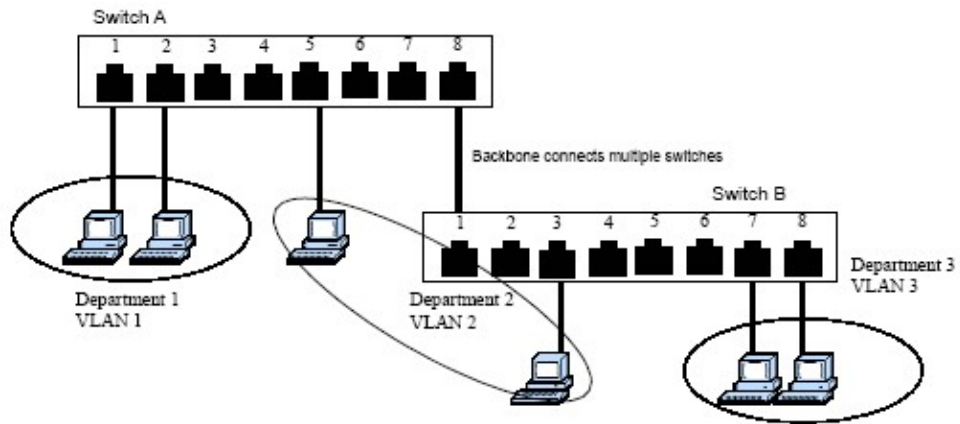 Switch A
1 2 3 4 5 6 7 8
Backbone connects multiple switches
Switch B
1 2 3 4 5 6 7 8
Department 1
VLAN 1
Department 2
VLAN 2
Department 3
VLAN 3